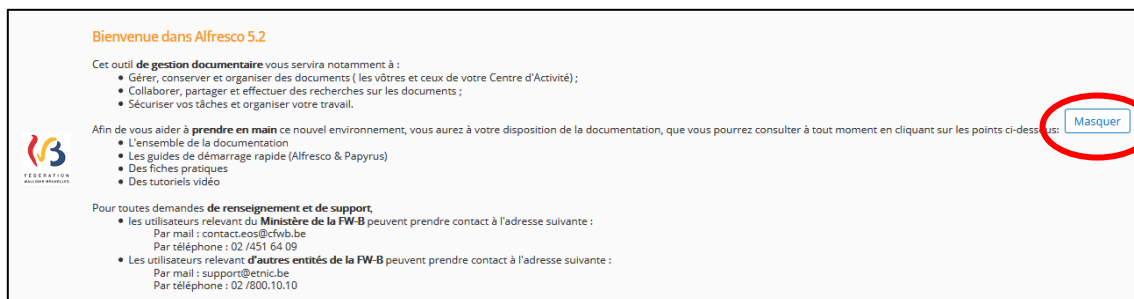 Bienvenue dans Alfresco 5.2
Cet outil de gestion documentaire vous servira notamment à :
• Gérer, conserver et organiser des documents ( les vôtres et ceux de votre Centre d'Activité) ;
• Collaborer, partager et effectuer des recherches sur les documents ;
• Sécuriser vos tâches et organiser votre travail.
Afin de vous aider à prendre en main ce nouvel environnement, vous aurez à votre disposition de la documentation, que vous pourrez consulter à tout moment en cliquant sur les points ci-dessous:
Masquer
• L'ensemble de la documentation
• Les guides de démarrage rapide (Alfresco & Papyrus)
• Des fiches pratiques
• Des tutoriels vidéo
FÉDÉRATION
WALLONIE-BRUXELLES
Pour toutes demandes de renseignement et de support,
• les utilisateurs relevant du Ministère de la FW-B peuvent prendre contact à l'adresse suivante :
Par mail : contact.eos@cfwb.be
Par téléphone : 02 /451 64 09
• Les utilisateurs relevant d'autres entités de la FW-B peuvent prendre contact à l'adresse suivante :
Par mail : support@etnic.be
Par téléphone : 02 /800.10.10